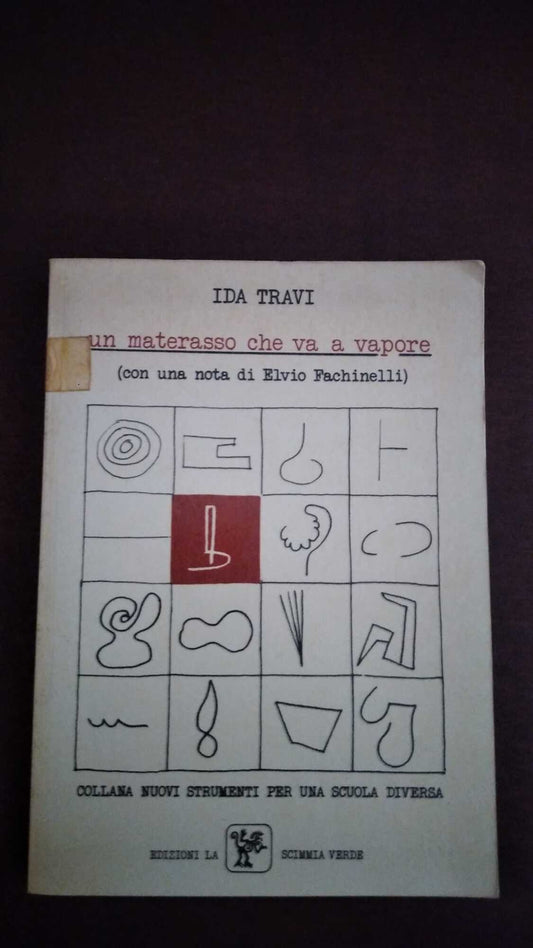 IDA TRAVI
un materasso che va a vapore
(con una nota di Elvio Fachinelli)
COLLANA NUOVI STRUMENTI PER UNA SCUOLA DIVERSA
EDIZIONI LA SCIMMIA VERDE